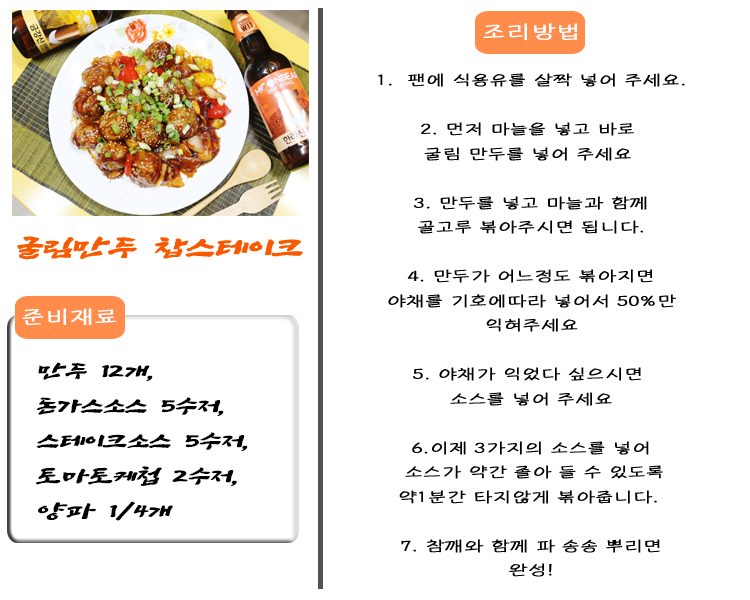 굴림만두 찹스테이크
준비재료
만두 12개,
돈가스소스 5수저,
스테이크소스 5수저,
토마토케첩 2수저,
양파 1/4개
조리방법
1. 팬에 식용유를 살짝 넣어 주세요.
2. 먼저 마늘을 넣고 바로
굴림 만두를 넣어 주세요
3. 만두를 넣고 마늘과 함께
골고루 볶아주시면 됩니다.
4. 만두가 어느정도 볶아지면
야채를 기호에따라 넣어서 50%만
익혀주세요
5. 야채가 익었다 싶으시면
소스를 넣어 주세요
6.이제 3가지의 소스를 넣어
소스가 약간 졸아 들 수 있도록
약1분간 타지않게 볶아줍니다.
7. 참깨와 함께 파 송송 뿌리면
완성!